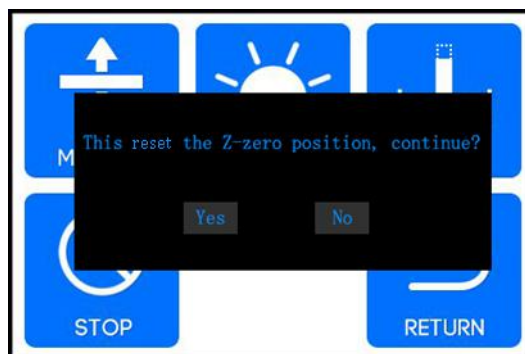 This reset the Z-zero position, continue?
Yes
No
STOP
RETURN